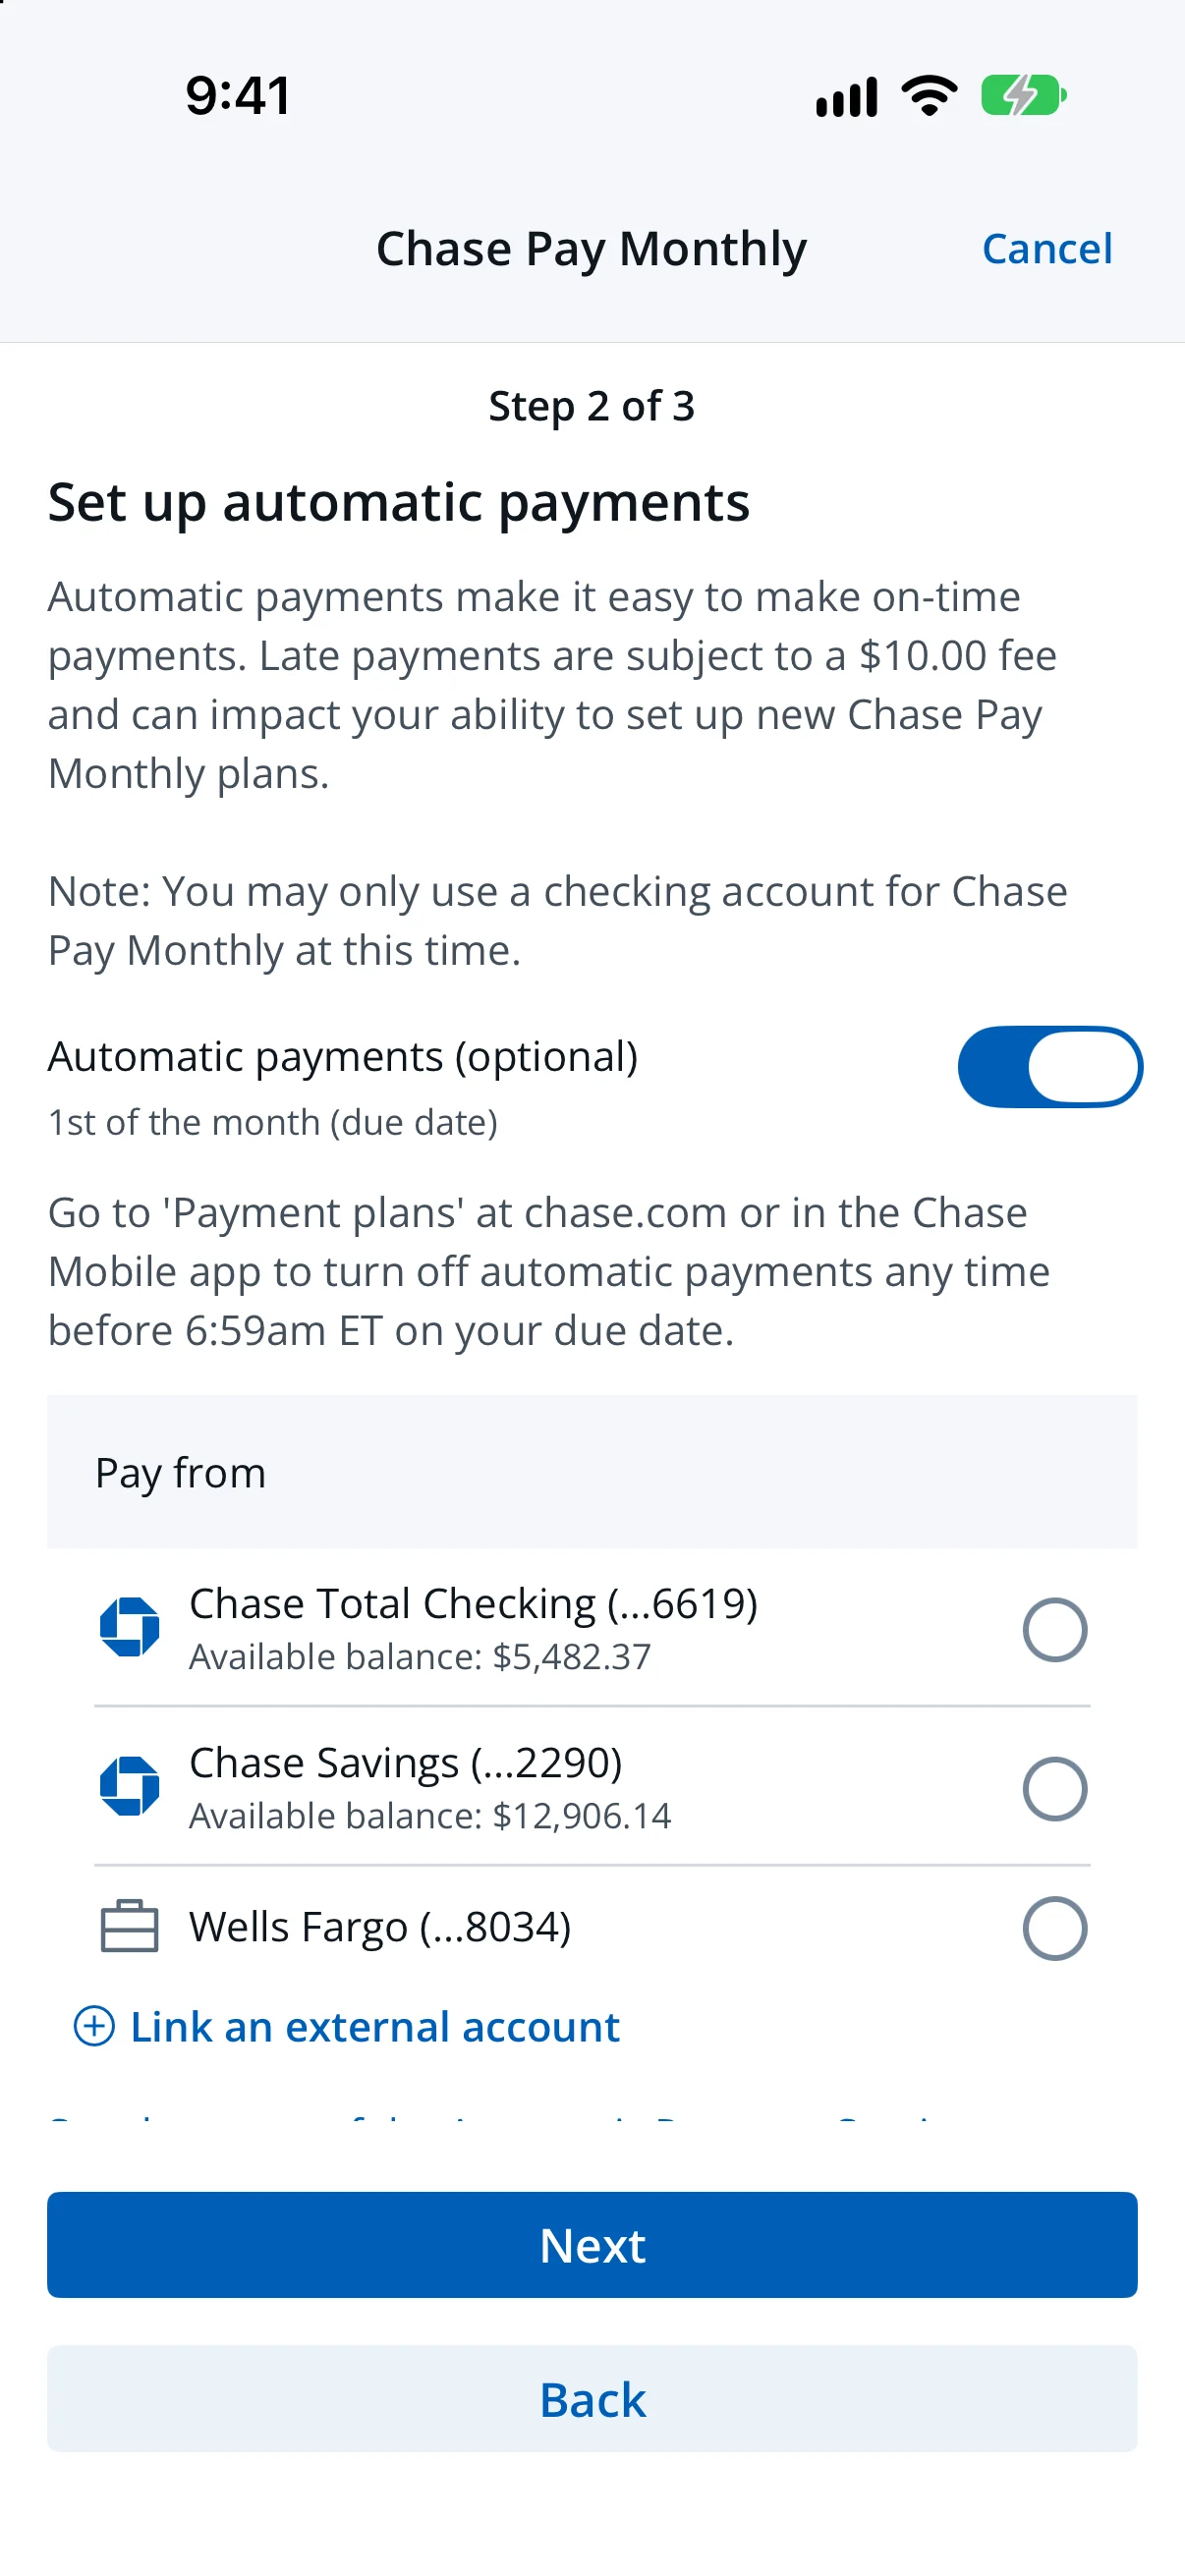 9:41
Chase Pay Monthly
Cancel
Step 2 of 3
Set up automatic payments
Automatic payments make it easy to make on-time
payments. Late payments are subject to a $10.00 fee
and can impact your ability to set up new Chase Pay
Monthly plans.
Note: You may only use a checking account for Chase
Pay Monthly at this time.
Automatic payments (optional)
1st of the month (due date)
Go to 'Payment plans' at chase.com or in the Chase
Mobile app to turn off automatic payments any time
before 6:59am ET on your due date.
Pay from
Chase Total Checking (...6619)
Available balance: $5,482.37
Chase Savings (...2290)
Available balance: $12,906.14
Wells Fargo (...8034)
Link an external account
Next
Back